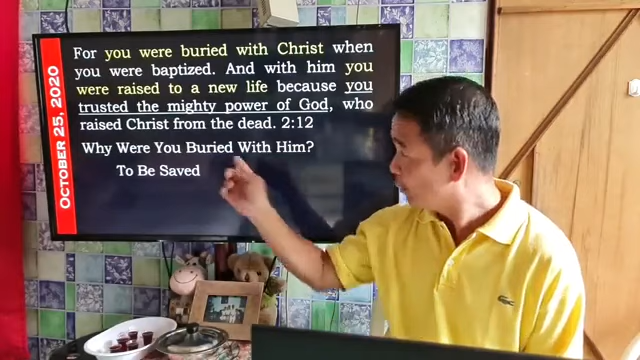 OCTOBER 25, 2020
For you were buried with Christ when
you were baptized. And with him you
were raised to a new life because you
trusted the mighty power of God, who
raised Christ from the dead. 2:12
Why Were You Buried With Him?
To Be Saved